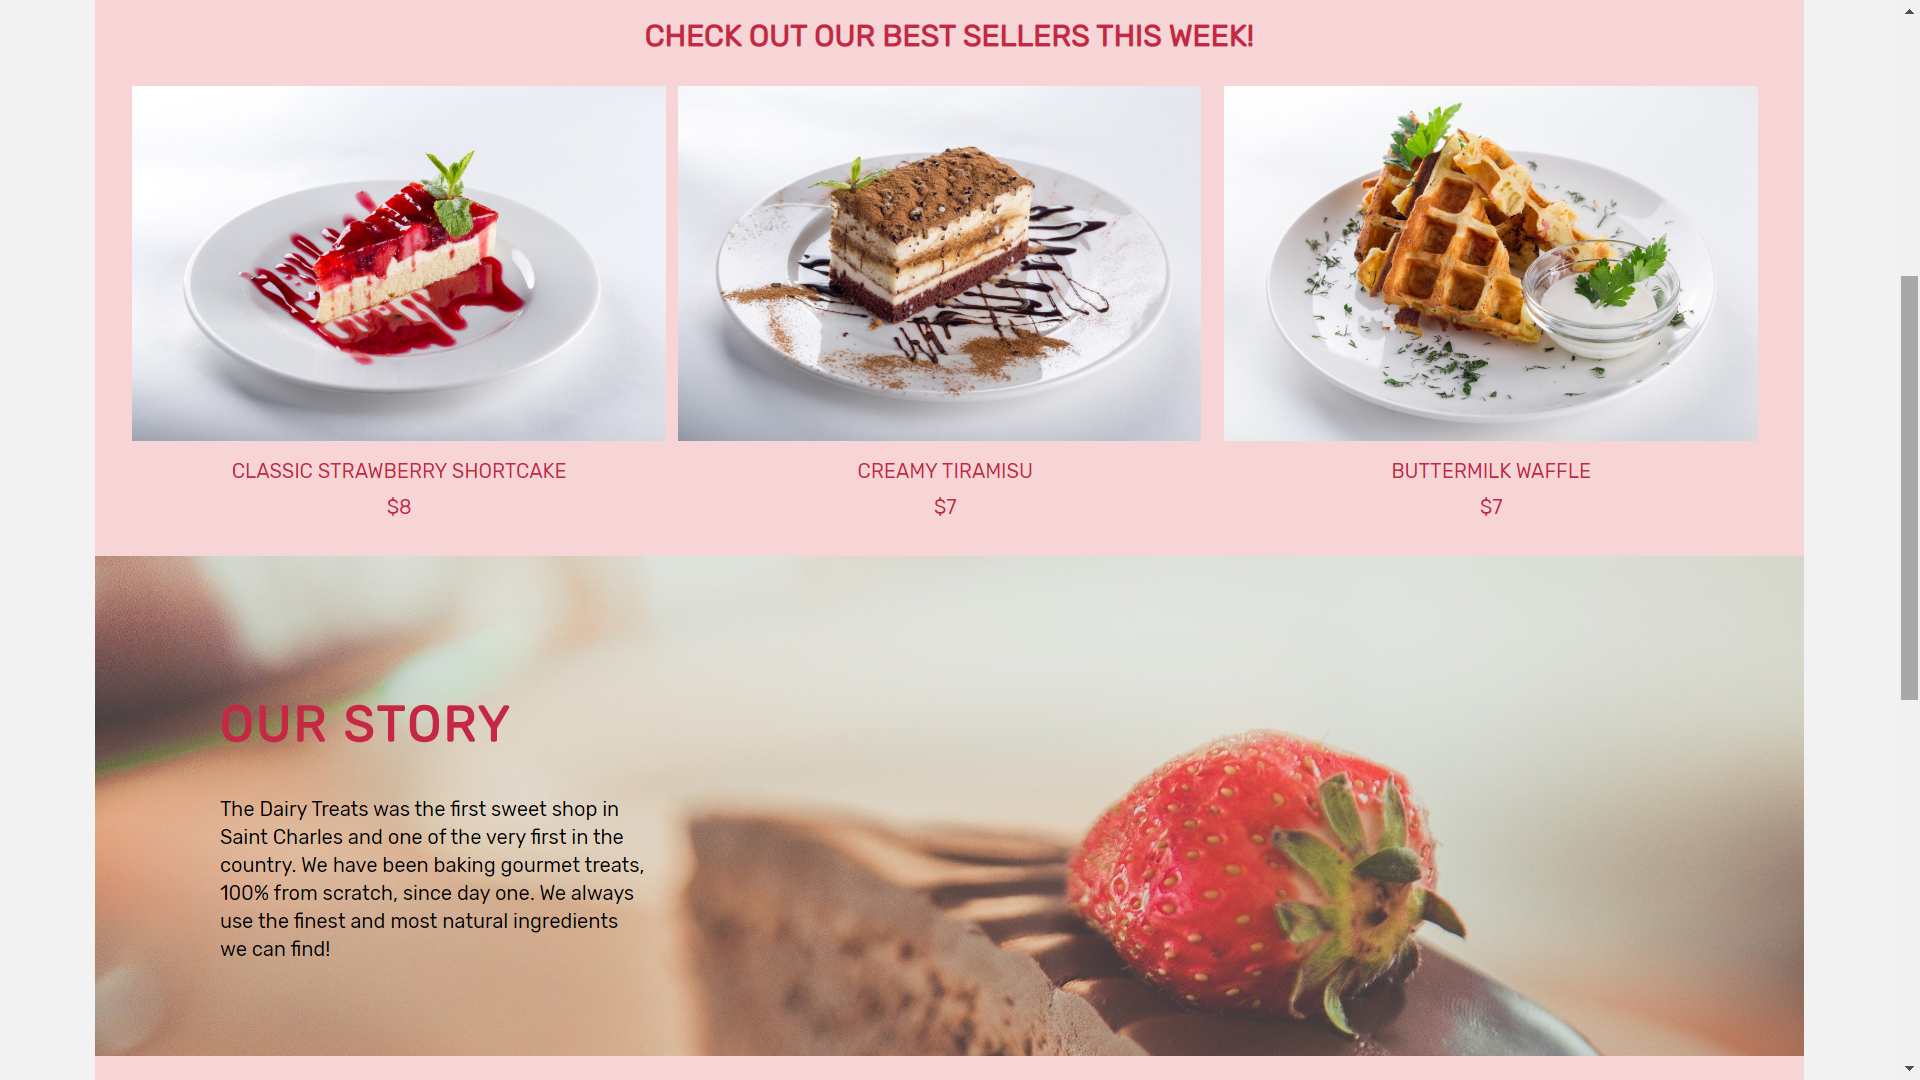 CHECK OUT OUR BEST SELLERS THIS WEEK!
CLASSIC STRAWBERRY SHORTCAKE
$8
CREAMY TIRAMISU
$7
BUTTERMILK WAFFLE
$7
OUR STORY
The Dairy Treats was the first sweet shop in
Saint Charles and one of the very first in the
country. We have been baking gourmet treats,
100% from scratch, since day one. We always
use the finest and most natural ingredients
we can find!